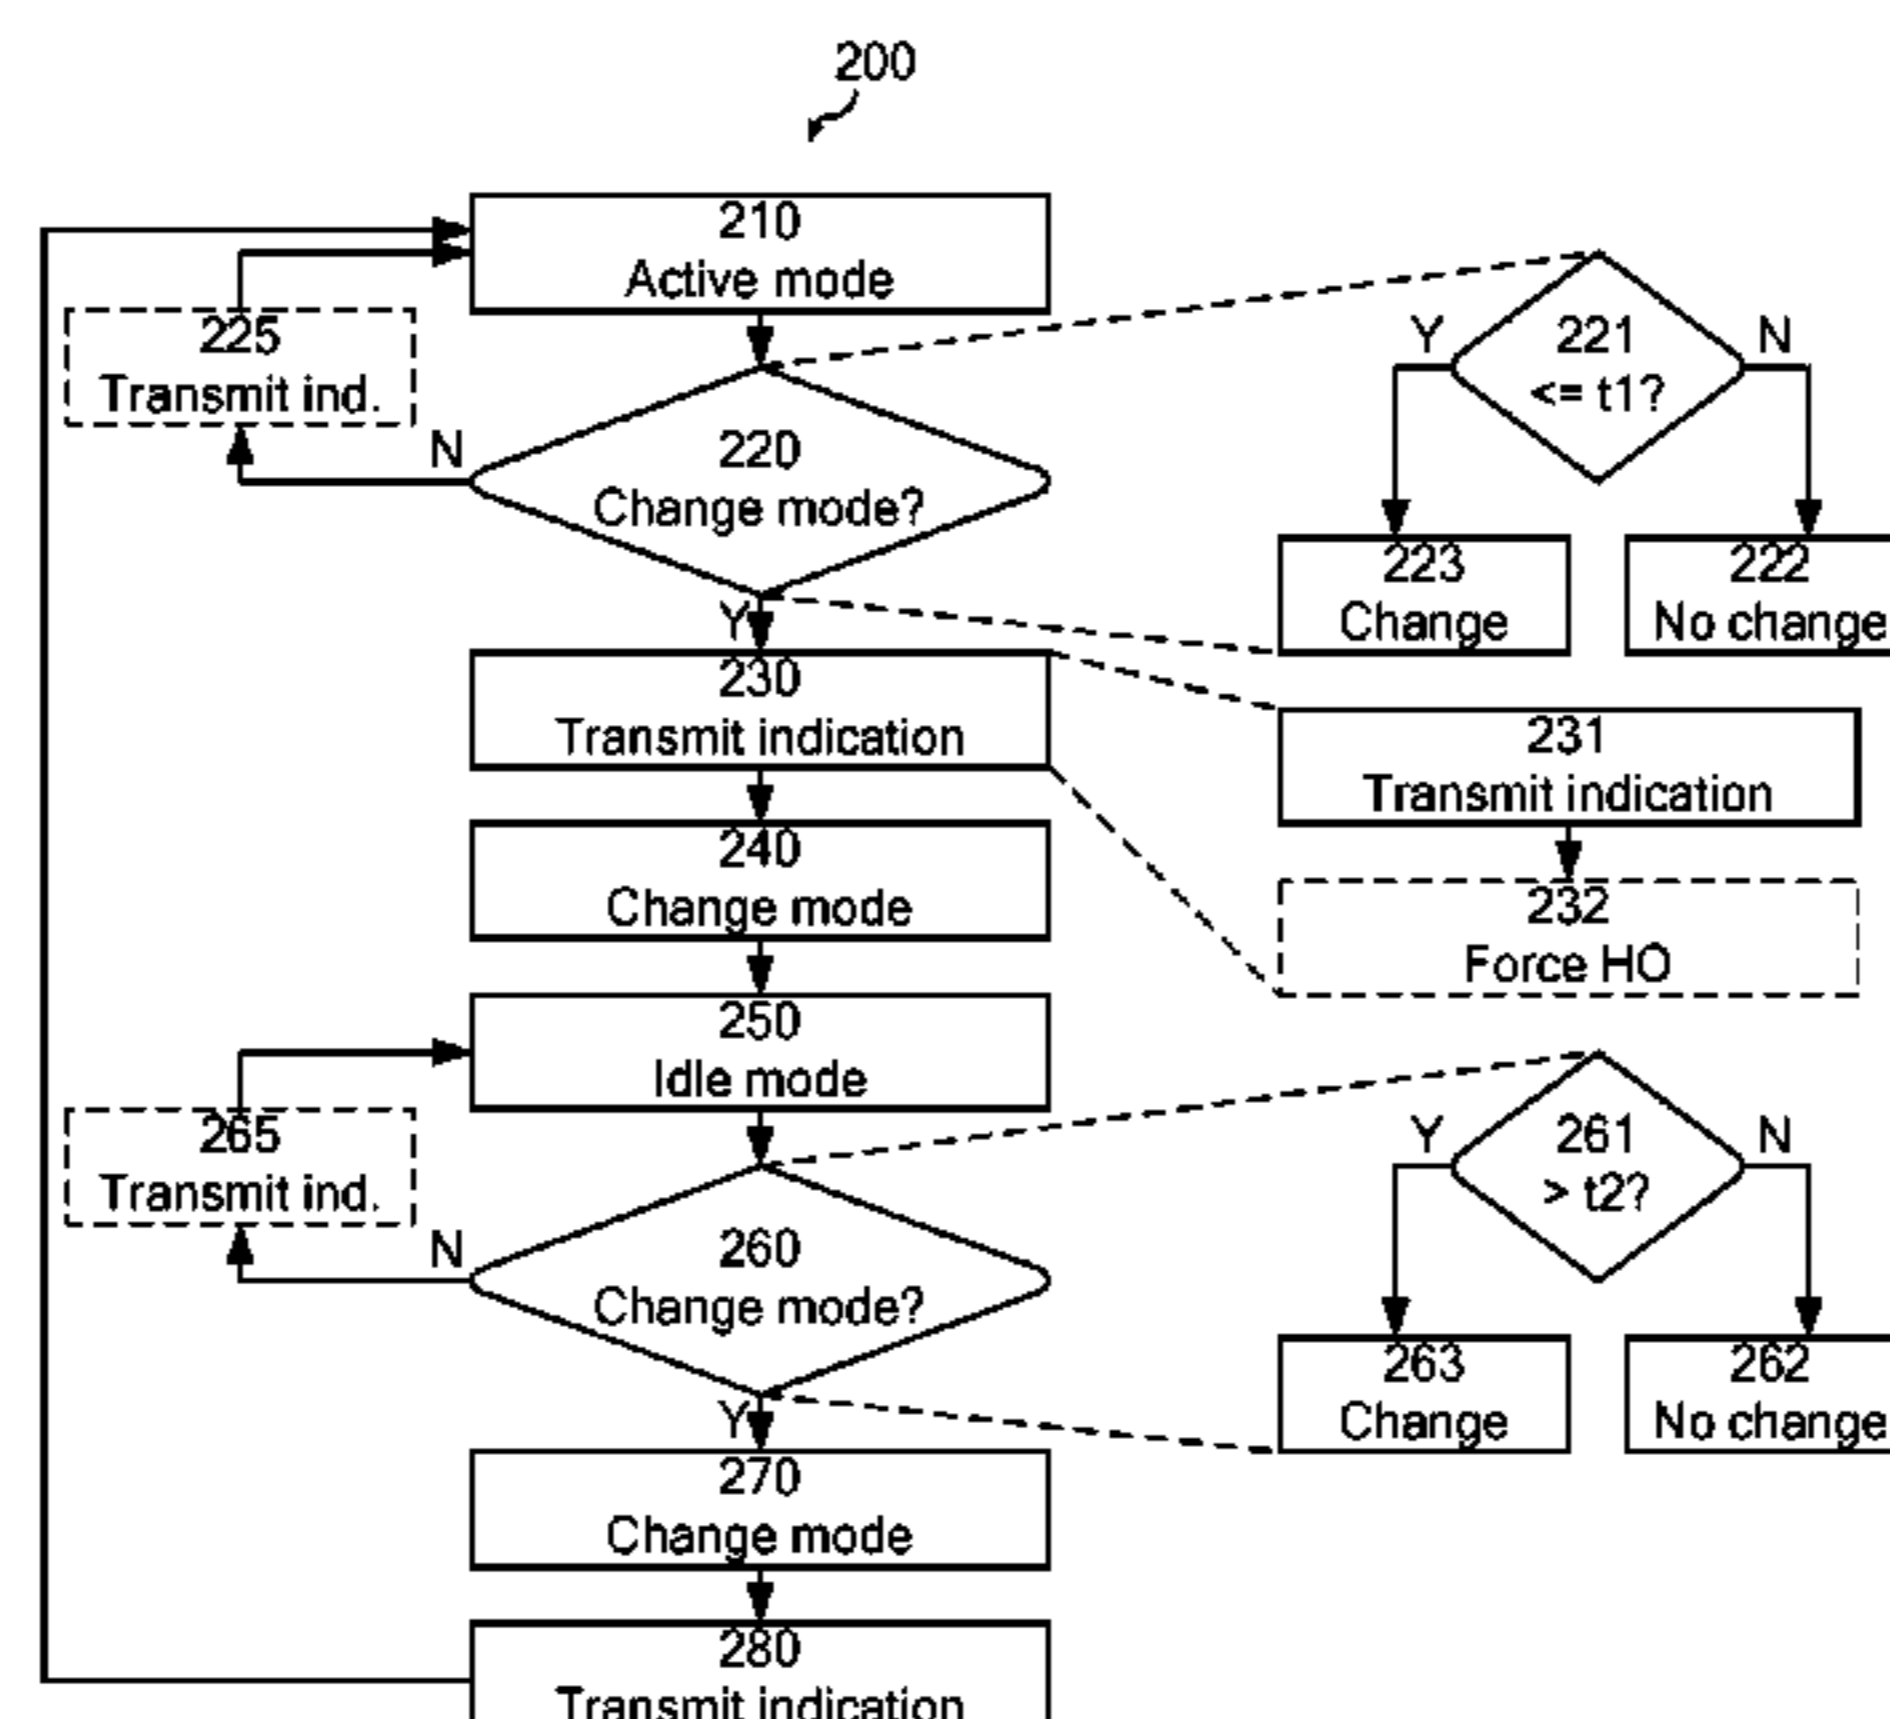 200
210
Active mode
225
Transmit ind.
N
220
Change mode?
Y
230
Transmit indication
240
Change mode
250
Idle mode
265
Transmit ind.
N
260
Change mode?
Y
270
Change mode
280
Transmit indication
Y
221
<= t1?
N
223
Change
222
No change
231
Transmit indication
232
Force HO
Y
261
> t2?
N
263
Change
262
No change